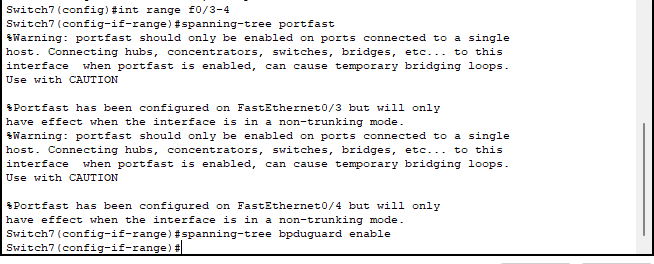 Switch7(config)#int range f0/3-4
Switch7(config-if-range)#spanning-tree portfast
%Warning: portfast should only be enabled on ports connected to a single
host. Connecting hubs, concentrators, switches, bridges, etc... to this
interface  when portfast is enabled, can cause temporary bridging loops.
Use with CAUTION

%Portfast has been configured on FastEthernet0/3 but will only
have effect when the interface is in a non-trunking mode.
%Warning: portfast should only be enabled on ports connected to a single
host. Connecting hubs, concentrators, switches, bridges, etc... to this
interface  when portfast is enabled, can cause temporary bridging loops.
Use with CAUTION

%Portfast has been configured on FastEthernet0/4 but will only
have effect when the interface is in a non-trunking mode.
Switch7(config-if-range)#spanning-tree bpduguard enable
Switch7(config-if-range)#